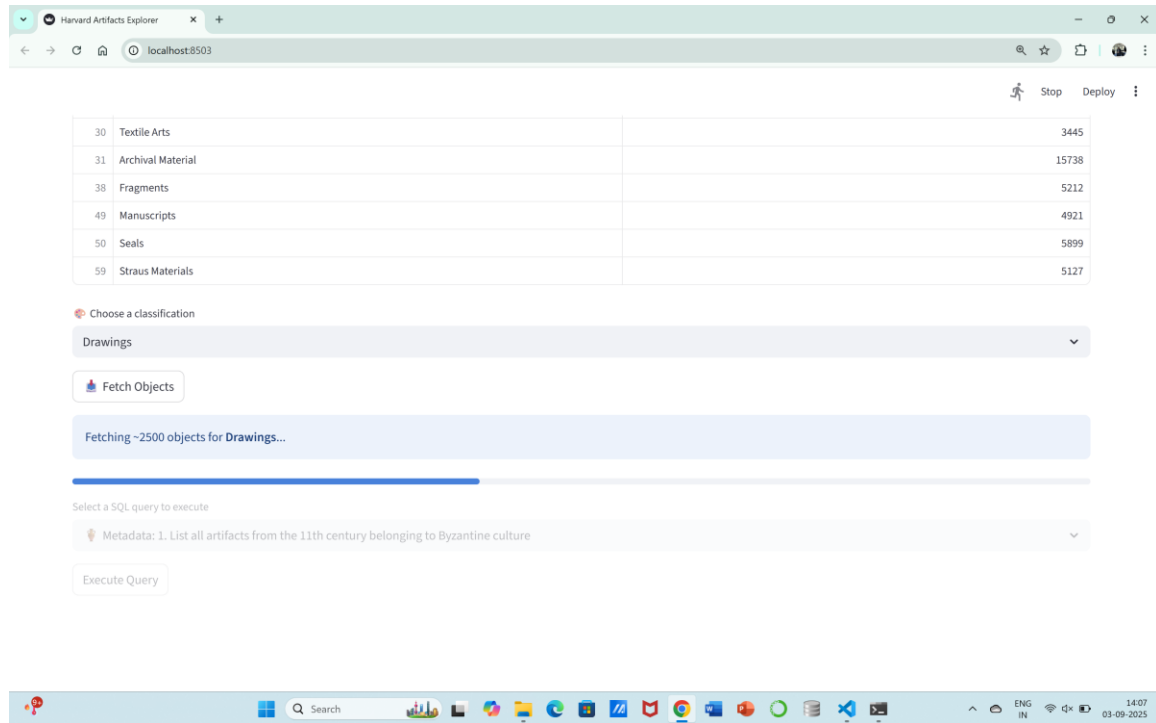 Harvard Artifacts Explorer
localhost:8503
Stop Deploy
30 Textile Arts 3445
31 Archival Material 15738
38 Fragments 5212
49 Manuscripts 4921
50 Seals 5899
59 Straus Materials 5127
Choose a classification
Drawings
Fetch Objects
Fetching ~2500 objects for Drawings...
Select a SQL query to execute
Metadata: 1. List all artifacts from the 11th century belonging to Byzantine culture
Execute Query
9+
Search
ENG
IN
14:07
03-09-2025